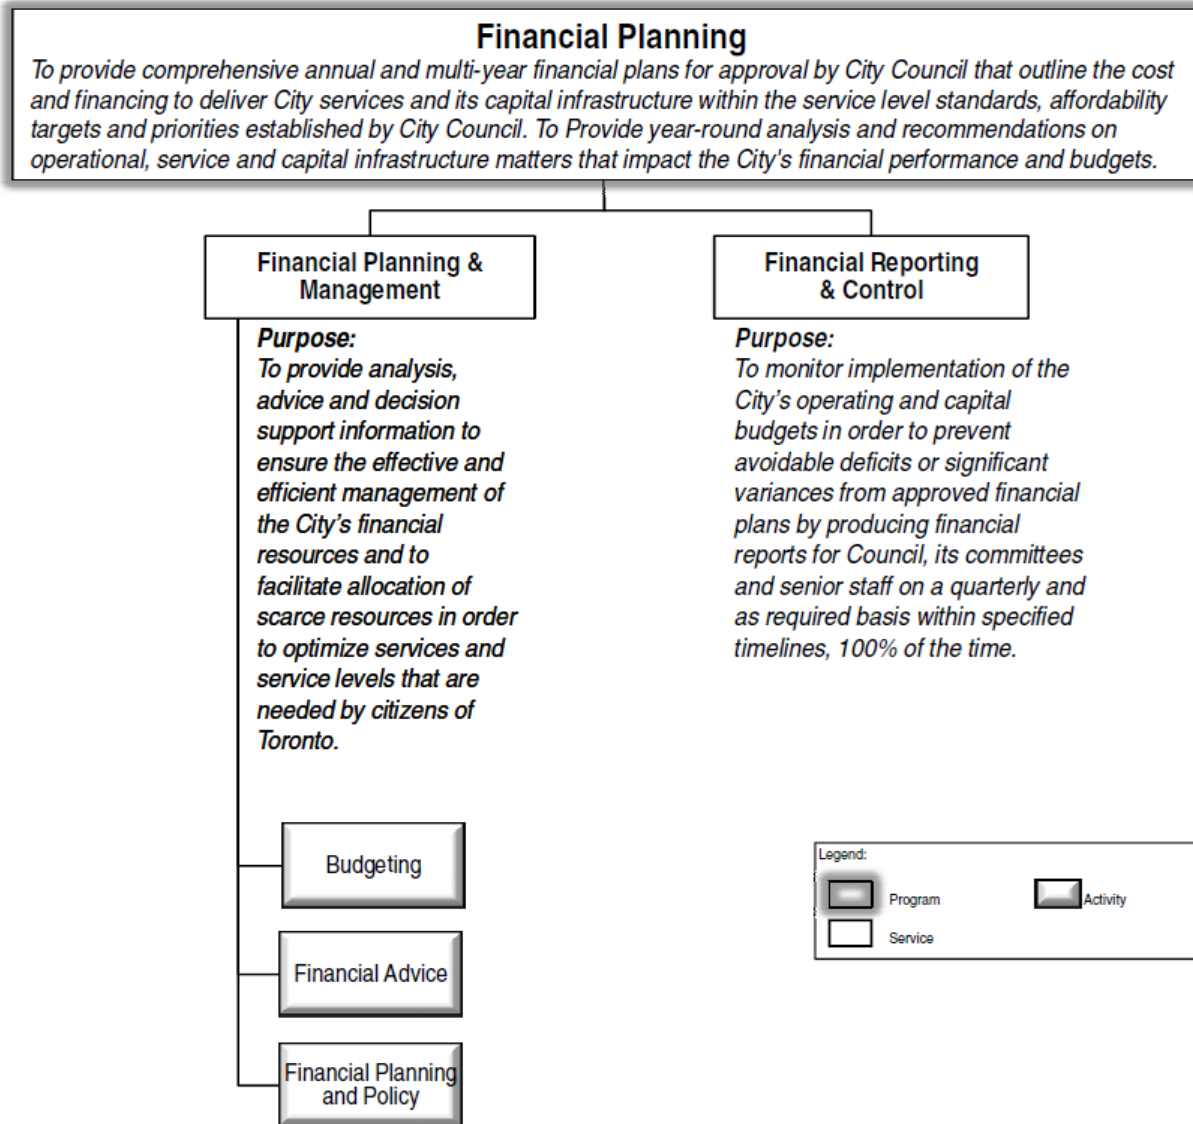 Financial Planning
To provide comprehensive annual and multi-year financial plans for approval by City Council that outline the cost
and financing to deliver City services and its capital infrastructure within the service level standards, affordability
targets and priorities established by City Council. To Provide year-round analysis and recommendations on
operational, service and capital infrastructure matters that impact the City's financial performance and budgets.
Financial Planning &
Management
Purpose:
To provide analysis,
advice and decision
support information to
ensure the effective and
efficient management of
the City's financial
resources and to
facilitate allocation of
scarce resources in order
to optimize services and
service levels that are
needed by citizens of
Toronto.
Financial Reporting
& Control
Purpose:
To monitor implementation of the
City's operating and capital
budgets in order to prevent
avoidable deficits or significant
variances from approved financial
plans by producing financial
reports for Council, its committees
and senior staff on a quarterly and
as required basis within specified
timelines, 100% of the time.
Budgeting
Financial Advice
Financial Planning
and Policy
Legend:
Program
Activity
Service